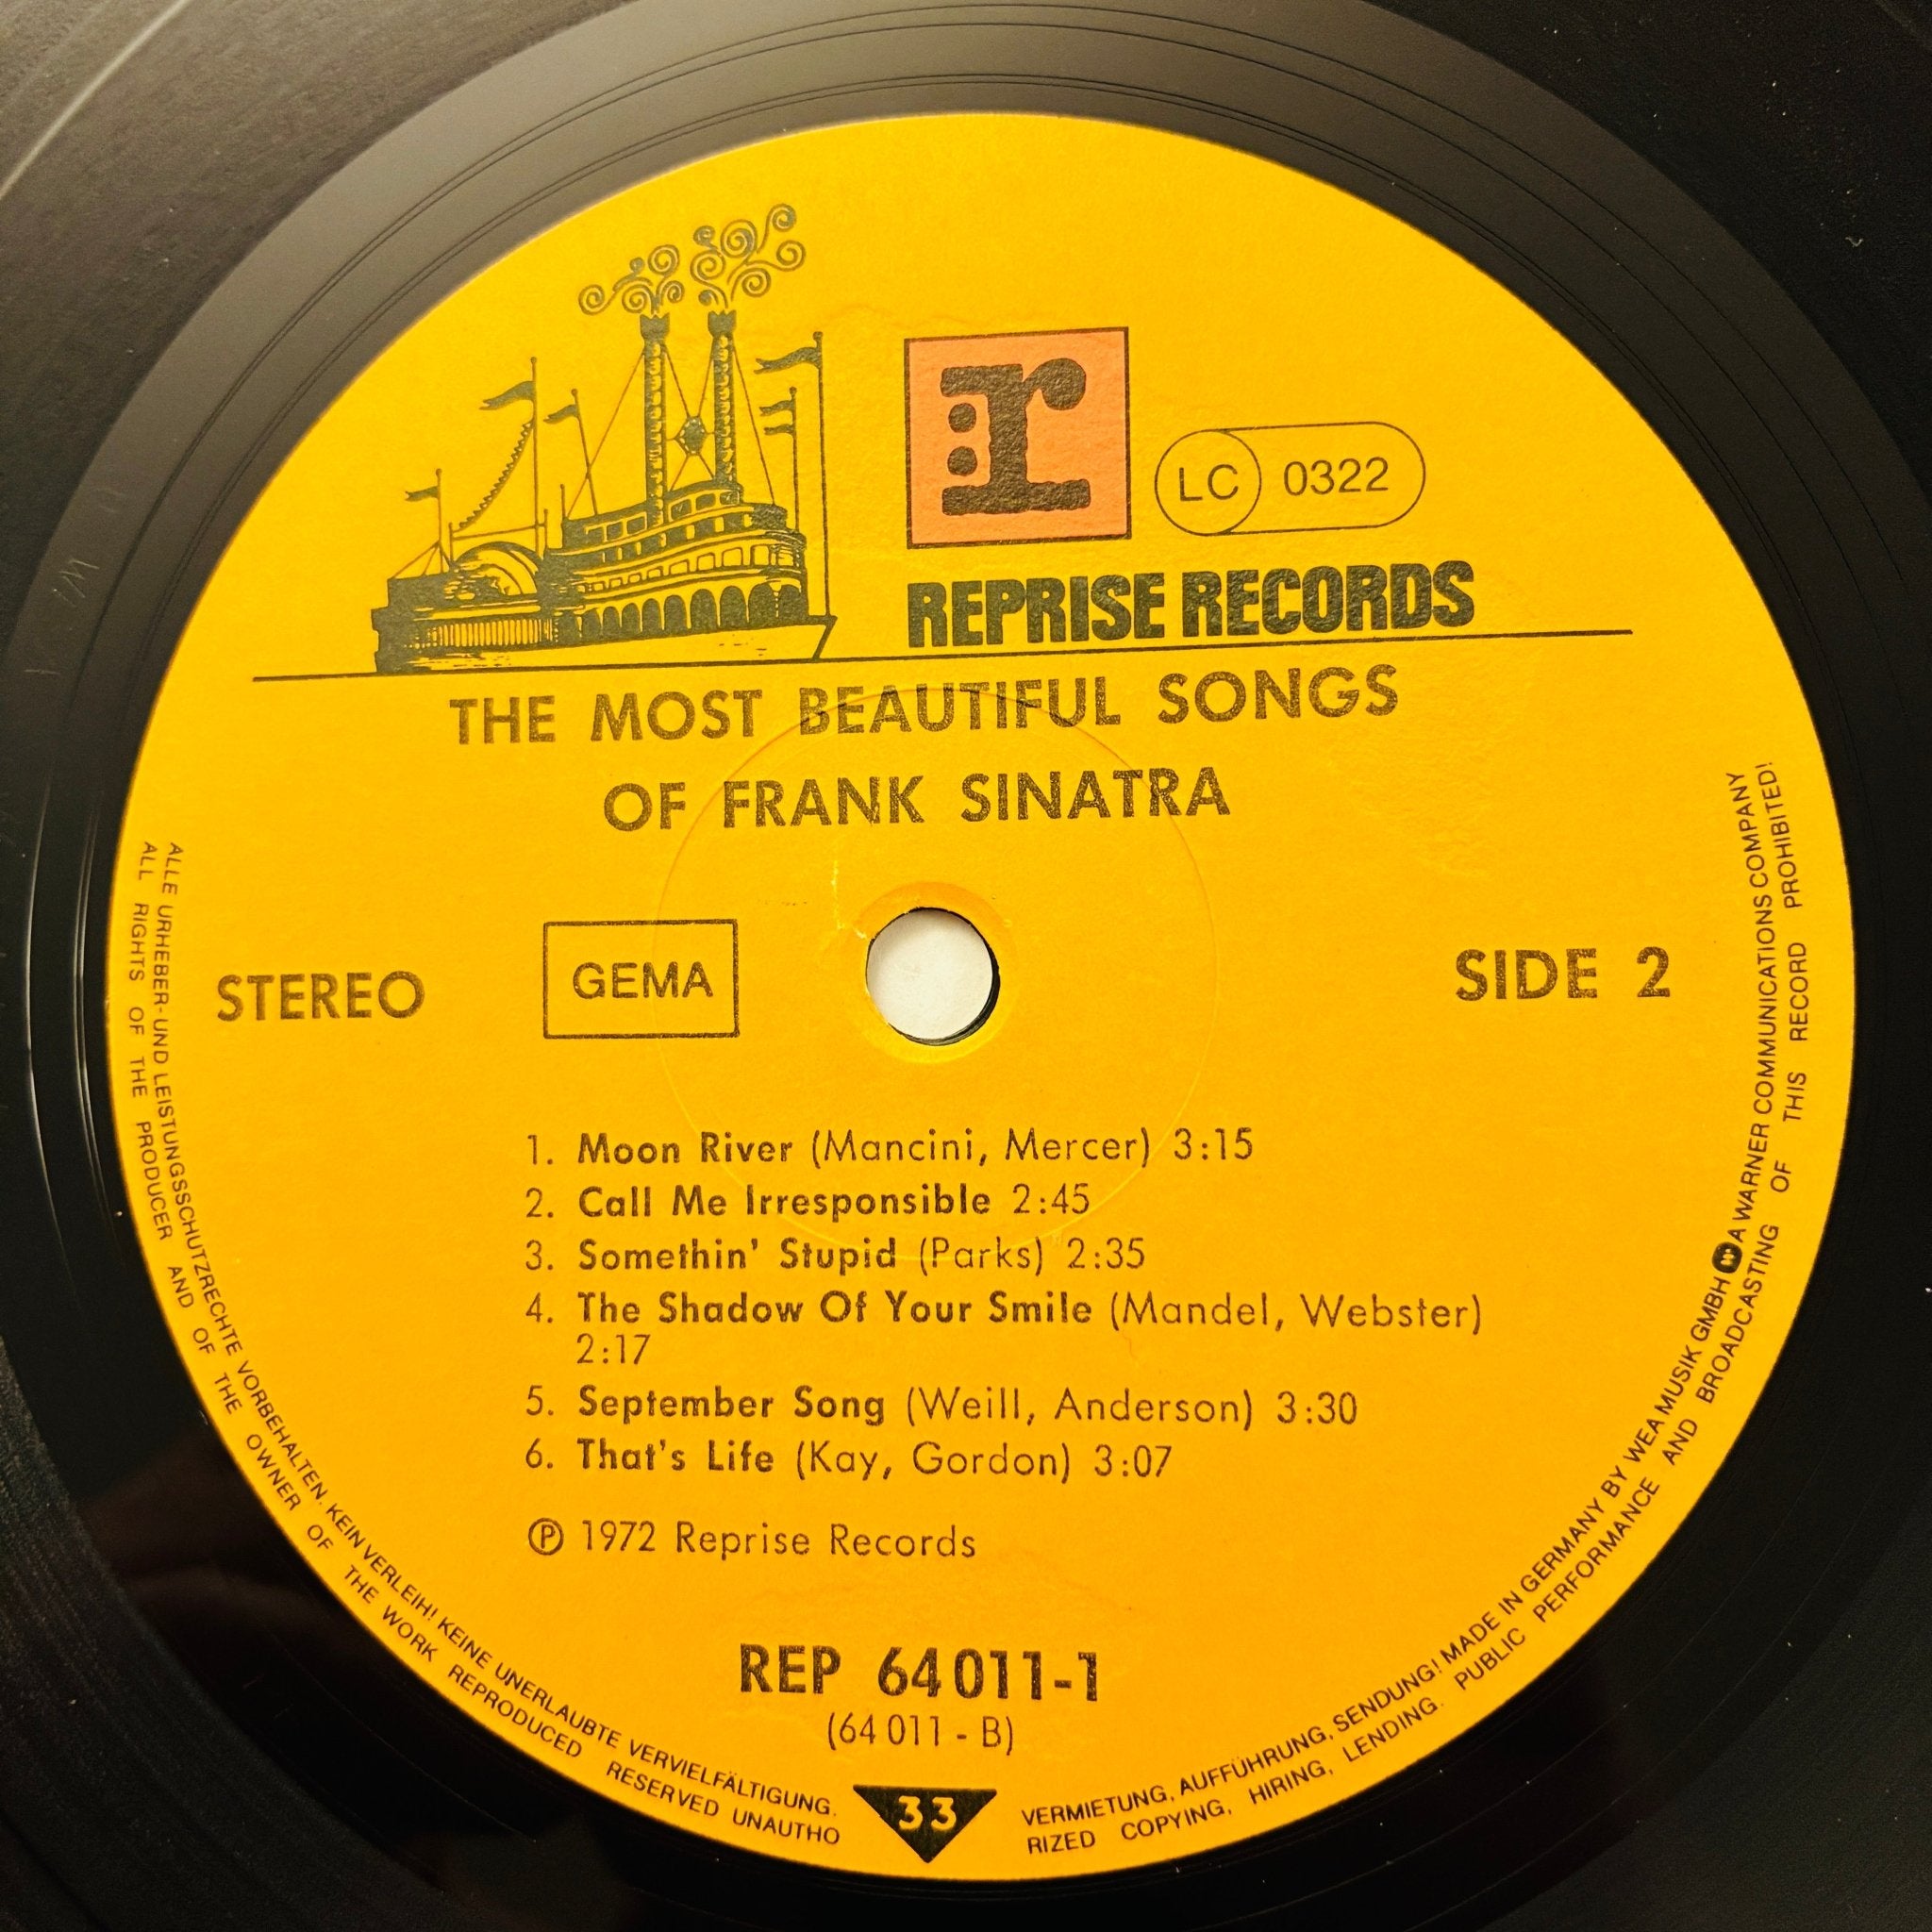 r
LC 0322
REPRISE RECORDS
THE MOST BEAUTIFUL SONGS
OF FRANK SINATRA
STEREO
GEMA
SIDE 2
1. Moon River (Mancini, Mercer) 3:15
2. Call Me Irresponsible 2:45
3. Somethin' Stupid (Parks) 2:35
4. The Shadow Of Your Smile (Mandel, Webster)
2:17
5. September Song (Weill, Anderson) 3:30
6. That's Life (Kay, Gordon) 3:07
℗ 1972 Reprise Records
REP 64011-1
(64 011 - B)
33
ALLE URHEBER- UND LEISTUNGSSCHUTZRECHTE VORBEHALTEN. KEIN VERLEIH! KEINE UNERLAUBTE VERVIELFÄLTIGUNG. VERMIETUNG, AUFFÜHRUNG, SENDUNG! MADE IN GERMANY BY WEA MUSIK GMBH A WARNER COMMUNICATIONS COMPANY
ALL RIGHTS OF THE PRODUCER AND OF THE OWNER OF THE WORK REPRODUCED RESERVED UNAUTHO RIZED COPYING, HIRING, LENDING. PUBLIC PERFORMANCE AND BROADCASTING OF THIS RECORD PROHIBITED!